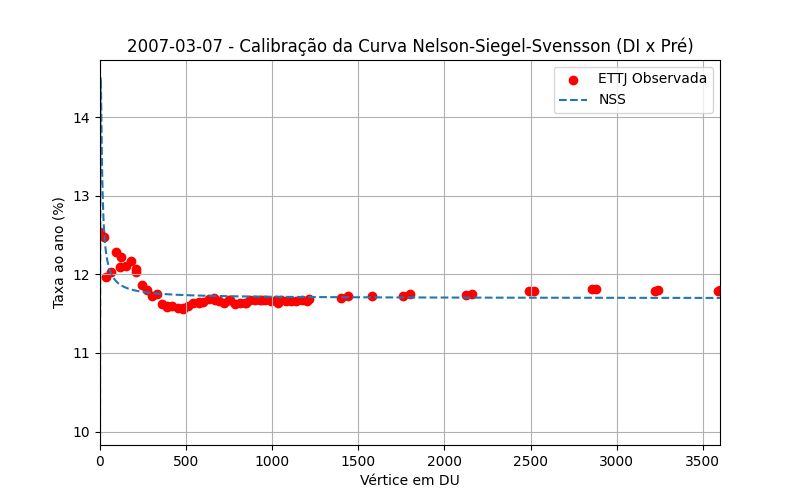 2007-03-07 - Calibração da Curva Nelson-Siegel-Svensson (DI x Pré)
ETTJ Observada
NSS
14
13
12
11
10
Taxa ao ano (%)
0 500 1000 1500 2000 2500 3000 3500
Vértice em DU